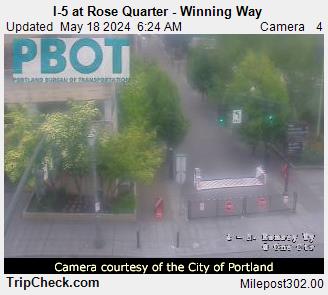 I-5 at Rose Quarter - Winning Way
Updated May 18 2024 6:24 AM Camera 4
PBOT
PORTLAND BUREAU OF TRANSPORTATION
Camera courtesy of the City of Portland
TripCheck.com Milepost302.00